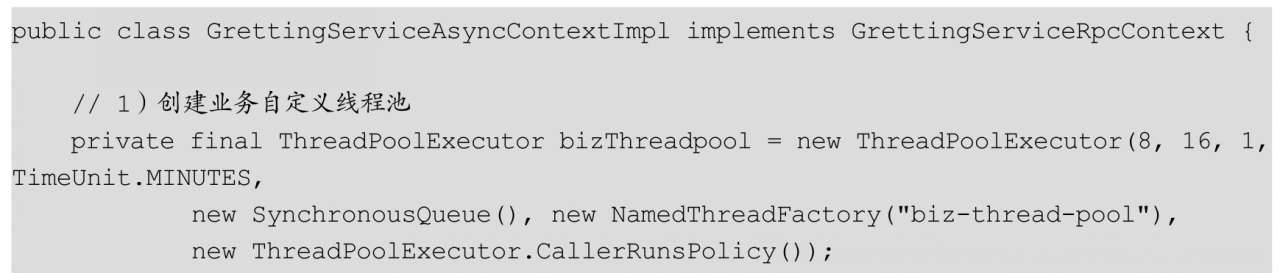 public class GrettingServiceAsyncContextImpl implements GrettingServiceRpcContext {
// 1）创建业务自定义线程池
private final ThreadPoolExecutor bizThreadpool = new ThreadPoolExecutor(8, 16, 1,
TimeUnit.MINUTES,
new SynchronousQueue(), new NamedThreadFactory("biz-thread-pool"),
new ThreadPoolExecutor.CallerRunsPolicy());